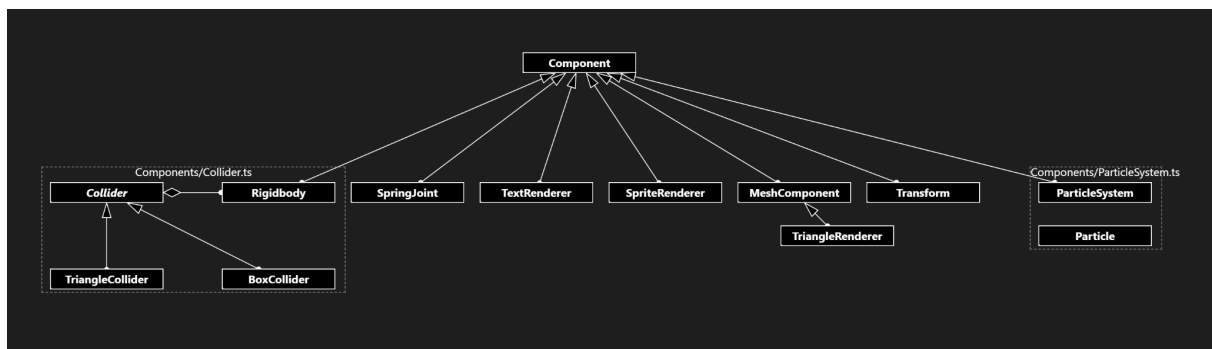 Component
Components/Collider.ts
Components/ParticleSystem.ts
Collider
Rigidbody
SpringJoint
TextRenderer
SpriteRenderer
MeshComponent
Transform
ParticleSystem
TriangleRenderer
Particle
TriangleCollider
BoxCollider